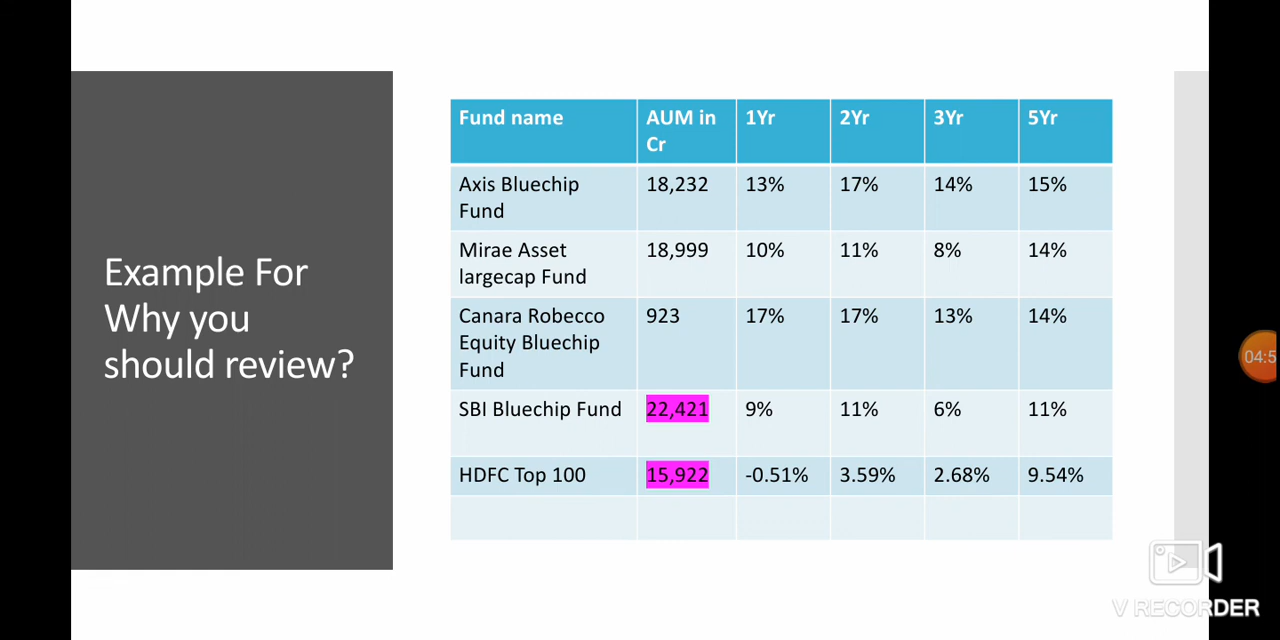 Example For
Why you
should review?
Fund name AUM in Cr 1Yr 2Yr 3Yr 5Yr
Axis Bluechip Fund 18,232 13% 17% 14% 15%
Mirae Asset largecap Fund 18,999 10% 11% 8% 14%
Canara Robecco Equity Bluechip Fund 923 17% 17% 13% 14%
SBI Bluechip Fund 22,421 9% 11% 6% 11%
HDFC Top 100 15,922 -0.51% 3.59% 2.68% 9.54%
04:5
V RECORDER